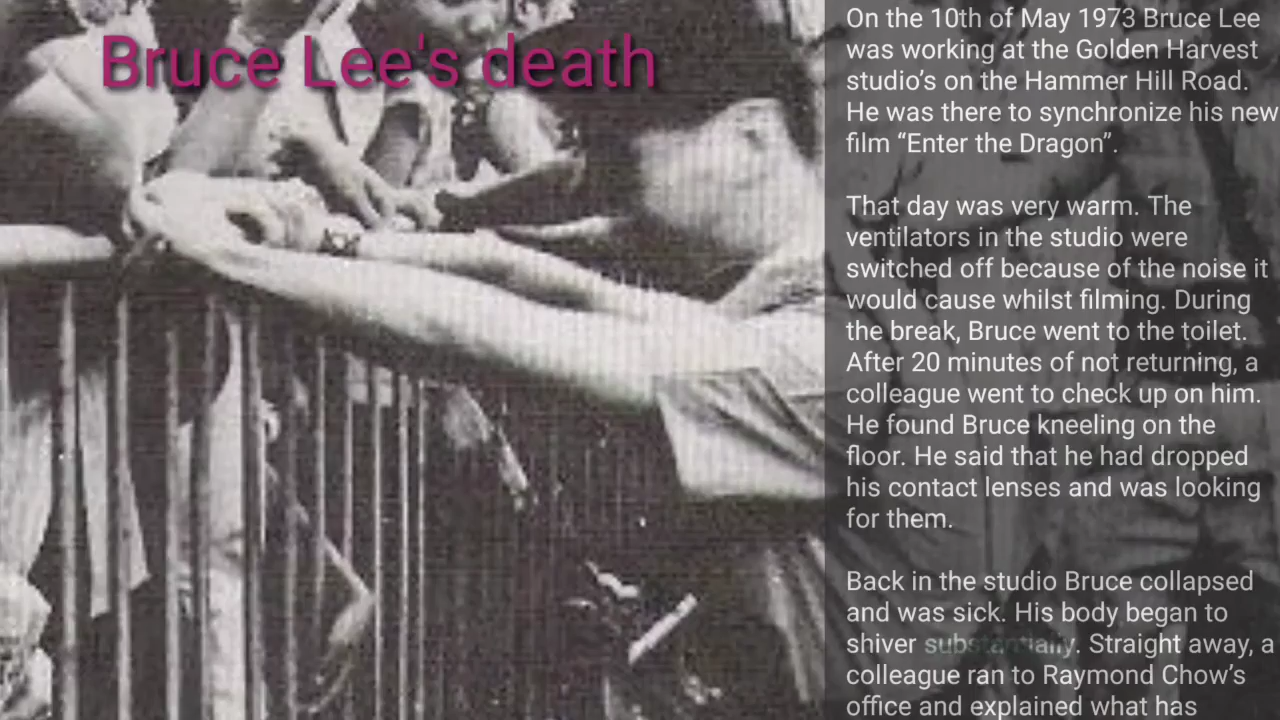 Bruce Lee's death
On the 10th of May 1973 Bruce Lee
was working at the Golden Harvest
studio’s on the Hammer Hill Road.
He was there to synchronize his new
film “Enter the Dragon”.
That day was very warm. The
ventilators in the studio were
switched off because of the noise it
would cause whilst filming. During
the break, Bruce went to the toilet.
After 20 minutes of not returning, a
colleague went to check up on him.
He found Bruce kneeling on the
floor. He said that he had dropped
his contact lenses and was looking
for them.
Back in the studio Bruce collapsed
and was sick. His body began to
shiver substantially. Straight away, a
colleague ran to Raymond Chow’s
office and explained what has